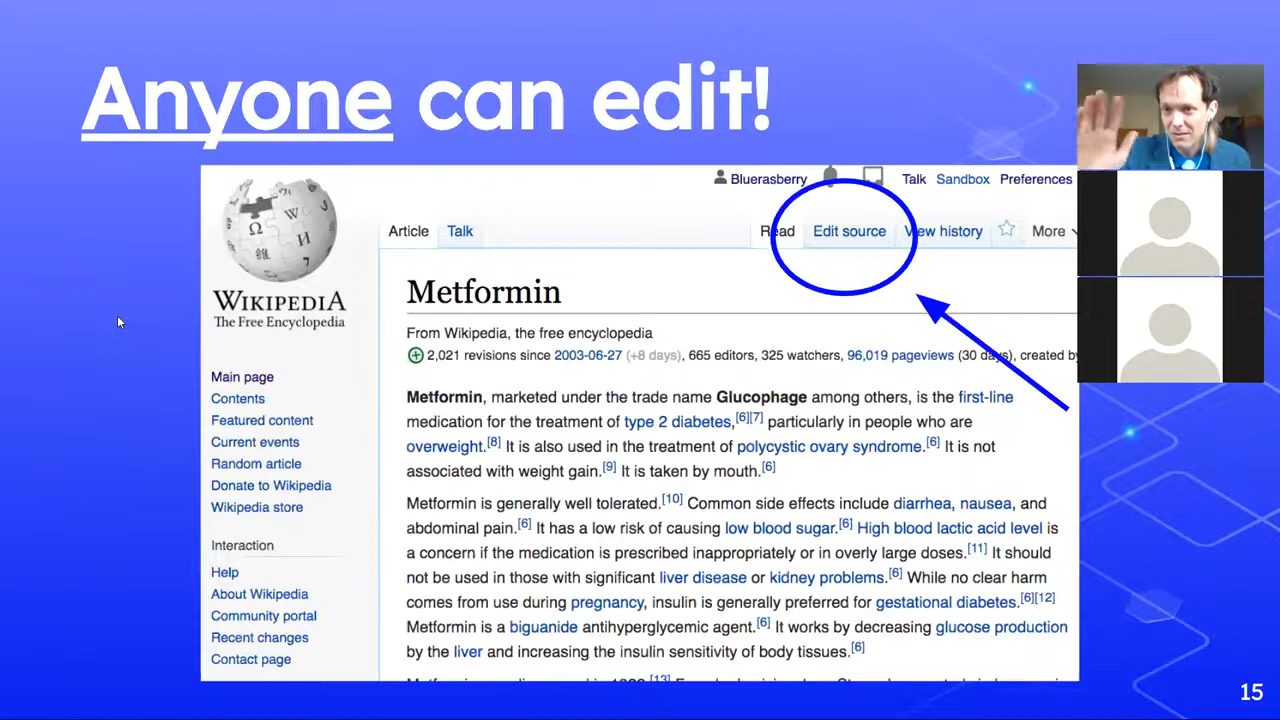 Anyone can edit!
Bluerasberry Talk Sandbox Preferences
Article Talk Read Edit source View history More
WIKIPEDIA
The Free Encyclopedia
Main page
Contents
Featured content
Current events
Random article
Donate to Wikipedia
Wikipedia store
Interaction
Help
About Wikipedia
Community portal
Recent changes
Contact page
Metformin
From Wikipedia, the free encyclopedia
2,021 revisions since 2003-06-27 (+8 days), 665 editors, 325 watchers, 96,019 pageviews (30 days), created by
Metformin, marketed under the trade name Glucophage among others, is the first-line
medication for the treatment of type 2 diabetes,[6][7] particularly in people who are
overweight.[8] It is also used in the treatment of polycystic ovary syndrome.[6] It is not
associated with weight gain.[9] It is taken by mouth.[6]
Metformin is generally well tolerated.[10] Common side effects include diarrhea, nausea, and
abdominal pain.[6] It has a low risk of causing low blood sugar.[6] High blood lactic acid level is
a concern if the medication is prescribed inappropriately or in overly large doses.[11] It should
not be used in those with significant liver disease or kidney problems.[6] While no clear harm
comes from use during pregnancy, insulin is generally preferred for gestational diabetes.[6][12]
Metformin is a biguanide antihyperglycemic agent.[6] It works by decreasing glucose production
by the liver and increasing the insulin sensitivity of body tissues.[6]
15